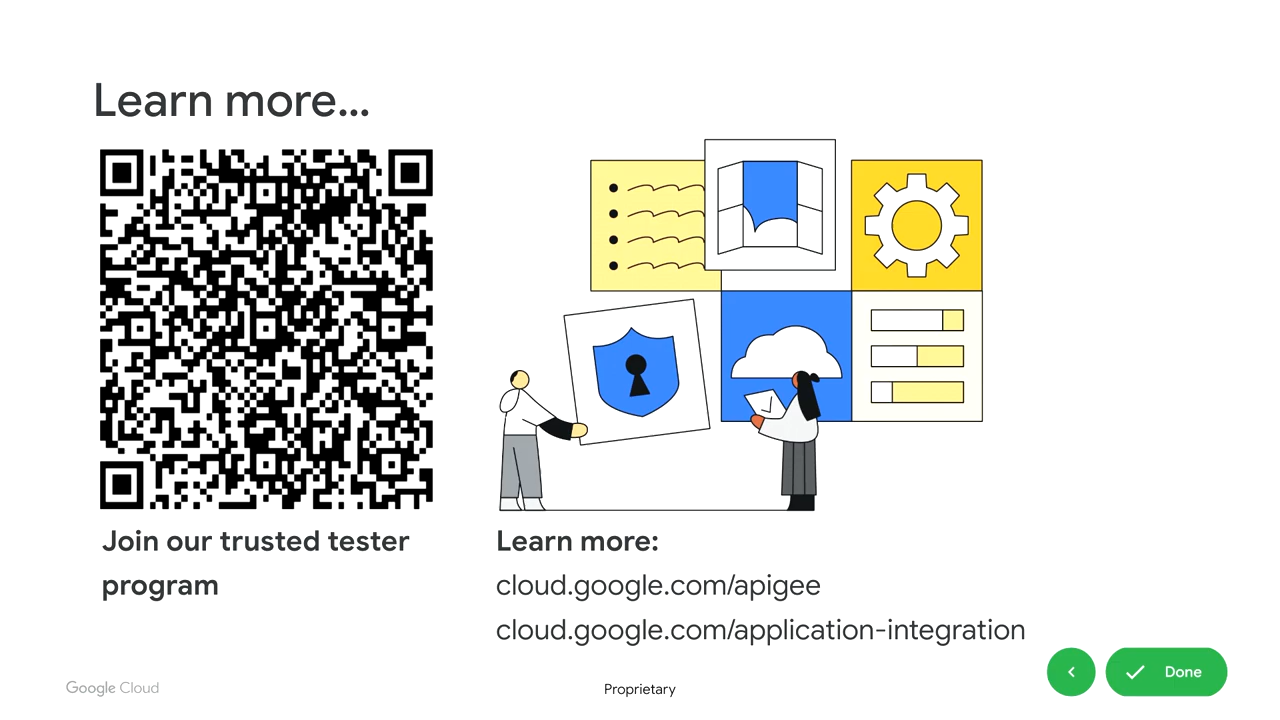 Learn more...
Join our trusted tester
program
Learn more:
cloud.google.com/apigee
cloud.google.com/application-integration
Google Cloud
Proprietary
Done